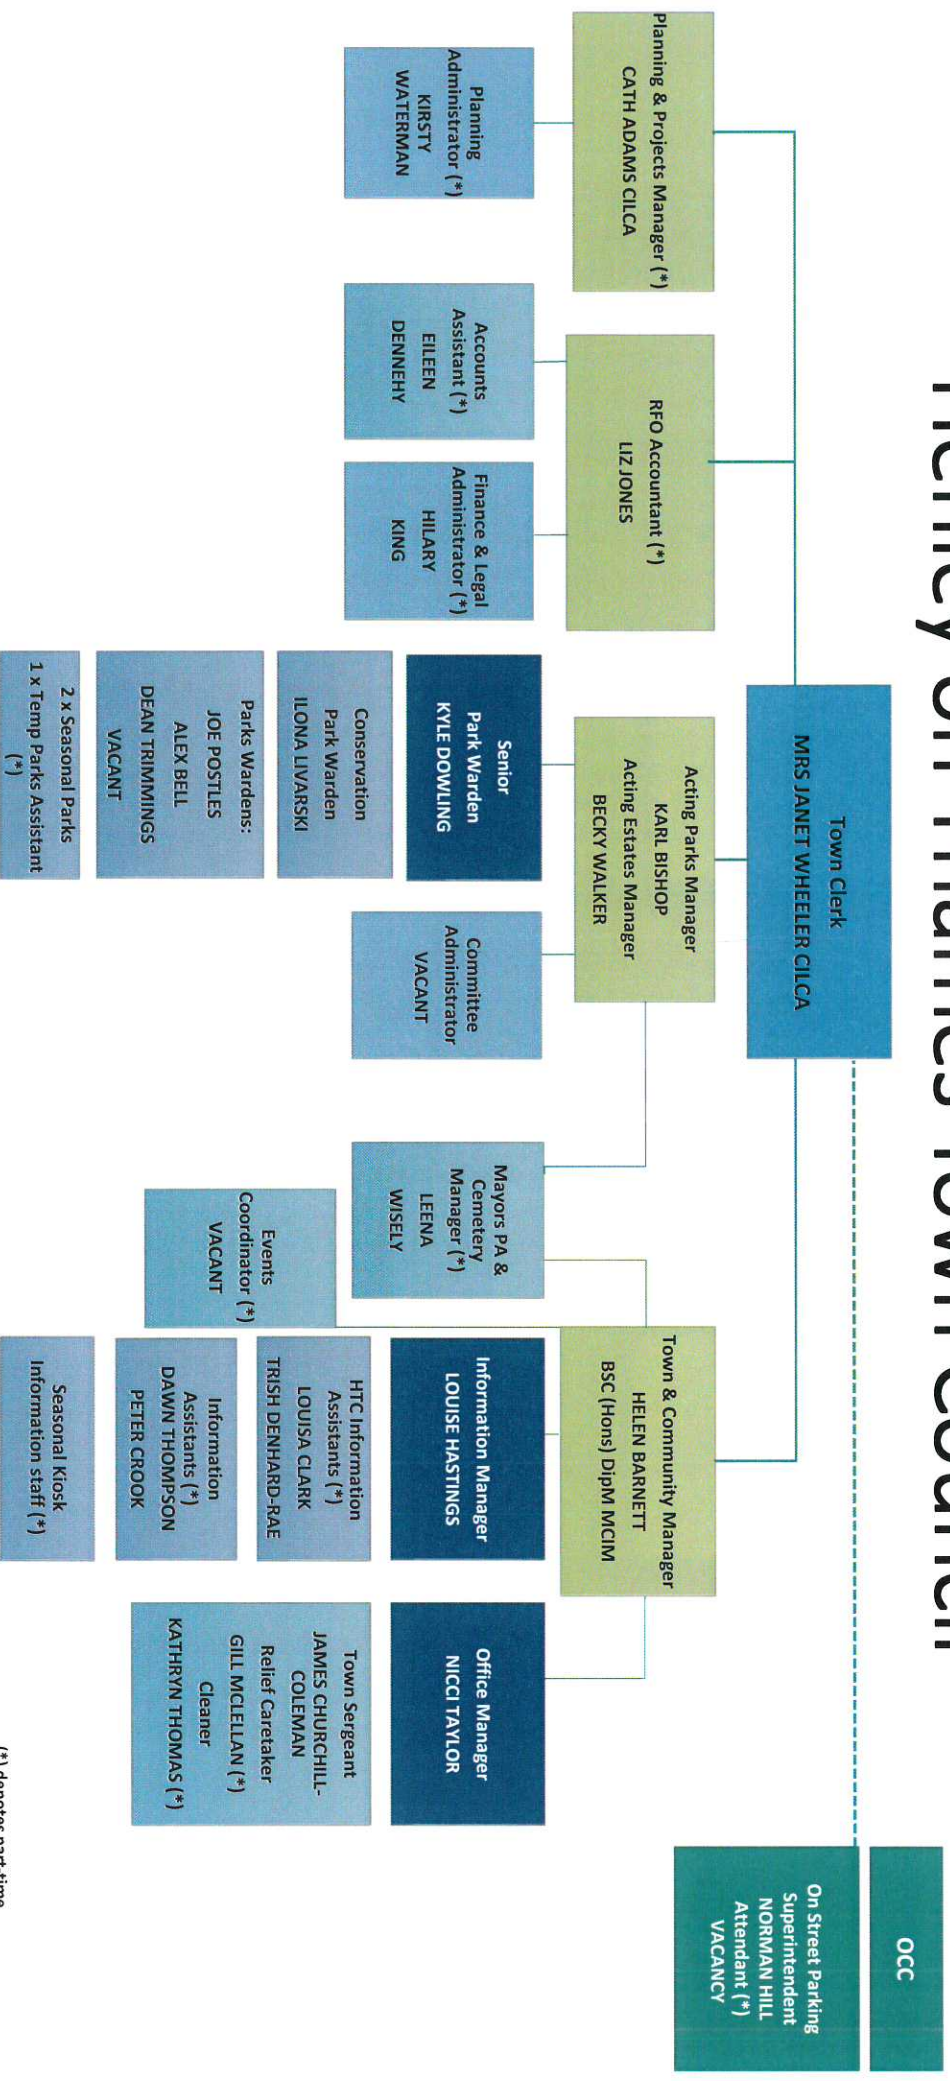 Henley on Thames Town Council
Town Clerk
MRS JANET WHEELER CILCA
OCC
On Street Parking
Superintendent
NORMAN HILL
Attendant (*)
VACANCY
Planning & Projects Manager (*)
CATH ADAMS CILCA
RFO Accountant (*)
LIZ JONES
Acting Parks Manager
KARL BISHOP
Acting Estates Manager
BECKY WALKER
Town & Community Manager
HELEN BARNETT
BSC (Hons) DipM MCIM
Planning
Administrator (*)
KIRSTY
WATERMAN
Accounts
Assistant (*)
EILEEN
DENNEHY
Finance & Legal
Administrator (*)
HILARY
KING
Senior
Park Warden
KYLE DOWLING
Conservation
Park Warden
ILONA LIVARSKI
Parks Wardens:
JOE POSTLES
ALEX BELL
DEAN TRIMMINGS
VACANT
2 x Seasonal Parks
1 x Temp Parks Assistant
(*)
Committee
Administrator
VACANT
Mayors PA &
Cemetery
Manager (*)
LEENA
WISELY
Events
Coordinator (*)
VACANT
Information Manager
LOUISE HASTINGS
HTC Information
Assistants (*)
LOUISA CLARK
TRISH DENHARD-RAE
Information
Assistants (*)
DAWN THOMPSON
PETER CROOK
Seasonal Kiosk
Information staff (*)
Office Manager
NICCI TAYLOR
Town Sergeant
JAMES CHURCHILL-
COLEMAN
Relief Caretaker
GILL MCLELLAN (*)
Cleaner
KATHRYN THOMAS (*)
(*) denotes part-time